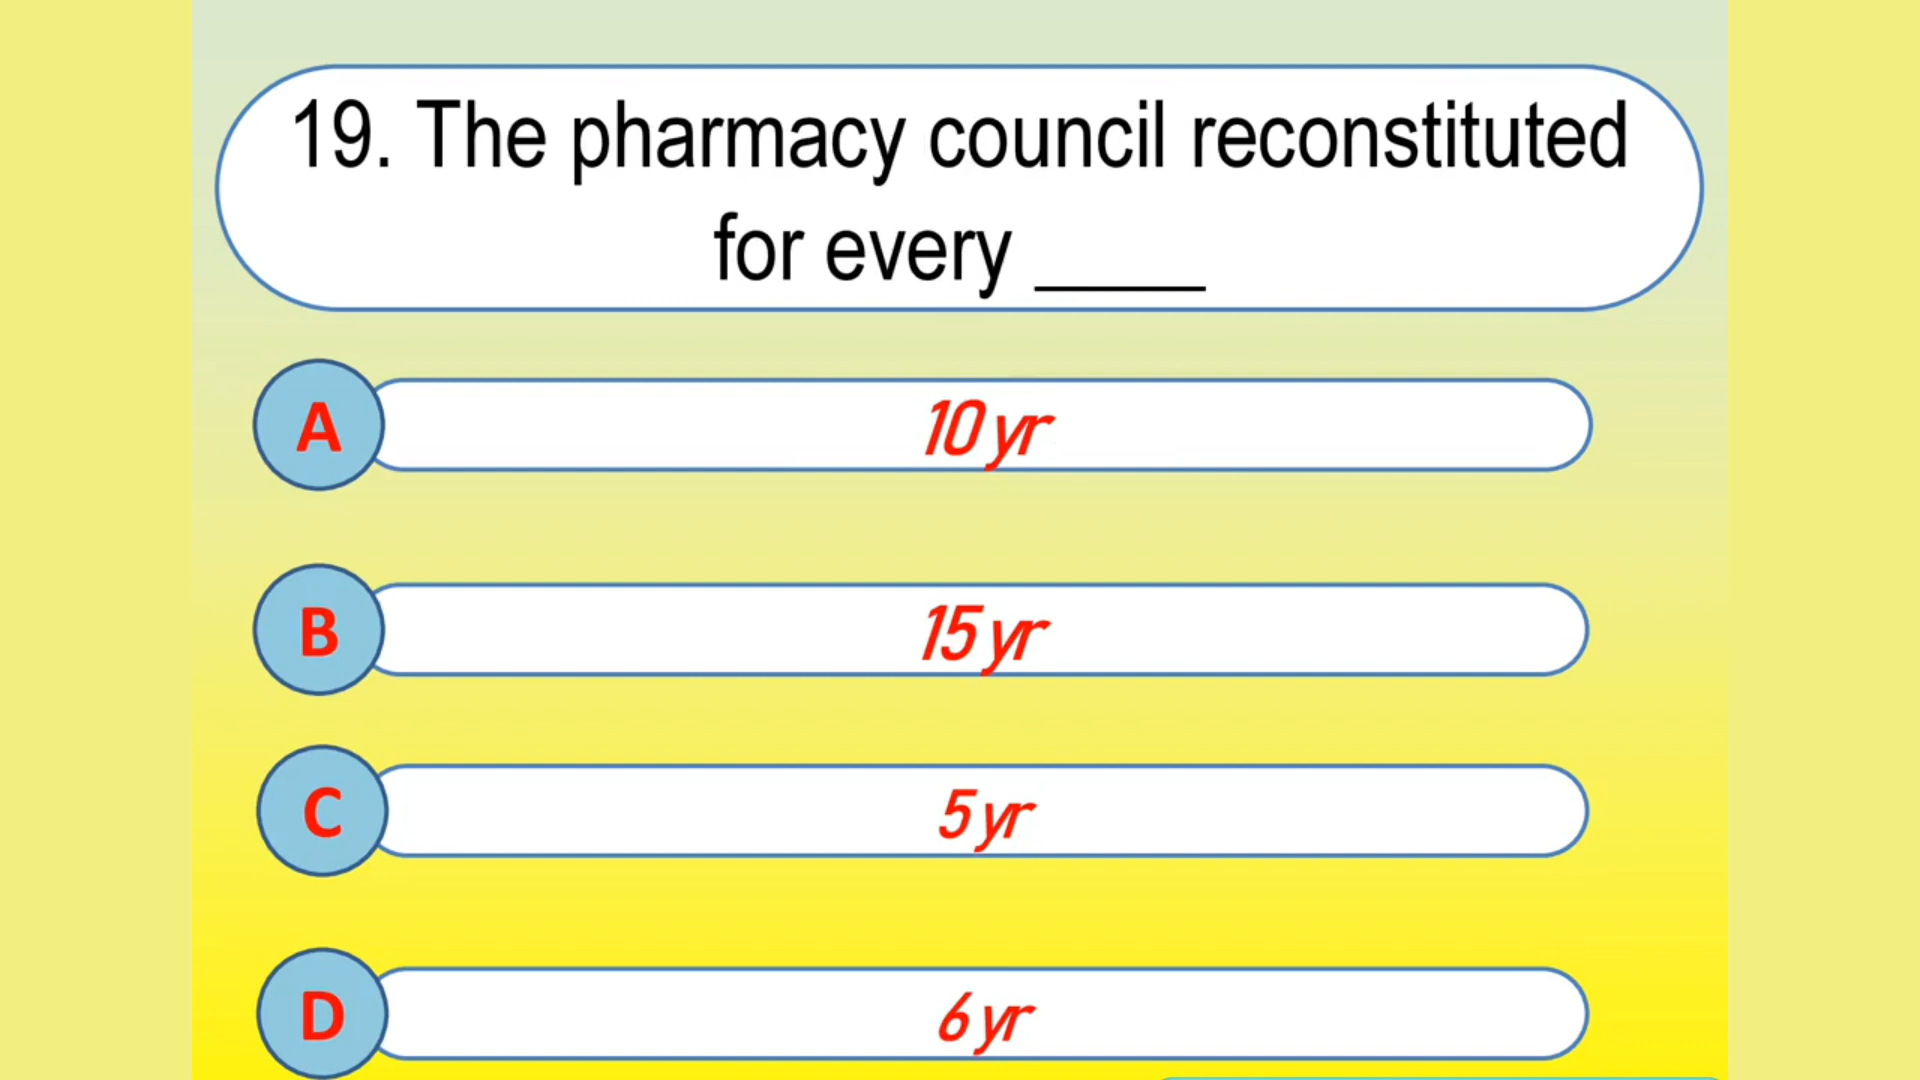 19. The pharmacy council reconstituted
for every ____
A
10 yr
B
15 yr
C
5 yr
D
6 yr